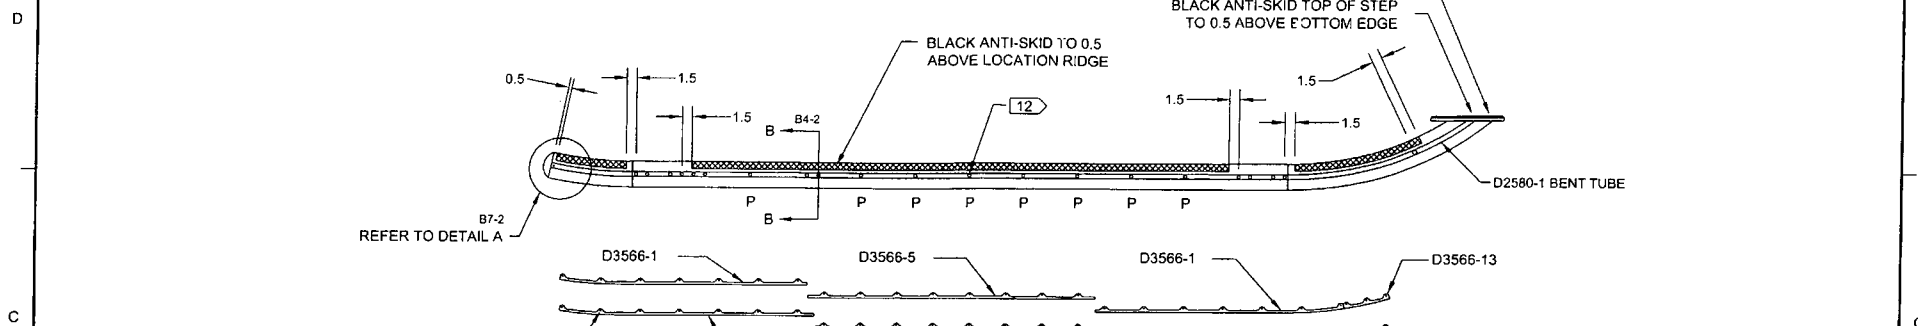 D
BLACK ANTI-SKID TOP OF STEP
TO 0.5 ABOVE BOTTOM EDGE
BLACK ANTI-SKID TO 0.5
ABOVE LOCATION RIDGE
0.5
1.5
1.5
1.5
1.5
1.5
12
B
B4-2
D2580-1 BENT TUBE
P
P
P
P
P
P
P
P
B
B7-2
REFER TO DETAIL A
D3566-1
D3566-5
D3566-1
D3566-13
C